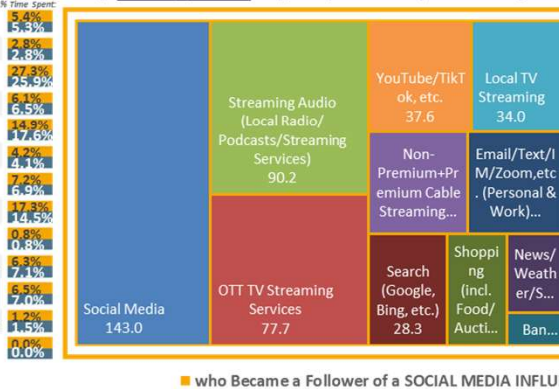 % Time Spent:
5.4%
5.3%
2.8%
2.8%
27.3%
25.9%
6.1%
6.5%
14.9%
17.6%
4.2%
4.1%
7.2%
6.9%
17.3%
14.5%
0.8%
0.8%
6.3%
7.1%
6.5%
7.0%
1.2%
1.5%
0.0%
0.0%
Social Media
143.0
Streaming Audio
(Local Radio/
Podcasts/Streaming
Services)
90.2
OTT TV Streaming
Services
77.7
YouTube/TikT
ok, etc.
37.6
Local TV
Streaming
34.0
Non-
Premium+Pr
emium Cable
Streaming...
Email/Text/I
M/Zoom,etc
. (Personal &
Work)...
Search
(Google,
Bing, etc.)
28.3
Shoppi
ng
(incl.
Food/
Aucti...
News/
Weath
er/S...
Ban...
who Became a Follower of a SOCIAL MEDIA INFLU